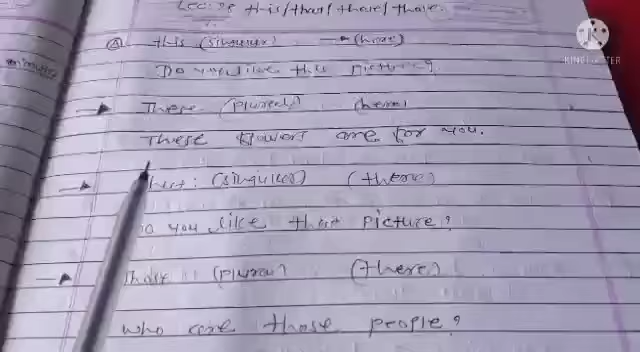 Use of this/that/these/those.
A this (singular) → (here)
Do you like this picture?
These (plural) (here)
These flowers are for you.
That: (singular) (there)
Do you like that picture?
Those (plural) (there)
Who are those people?
KINEMASTER